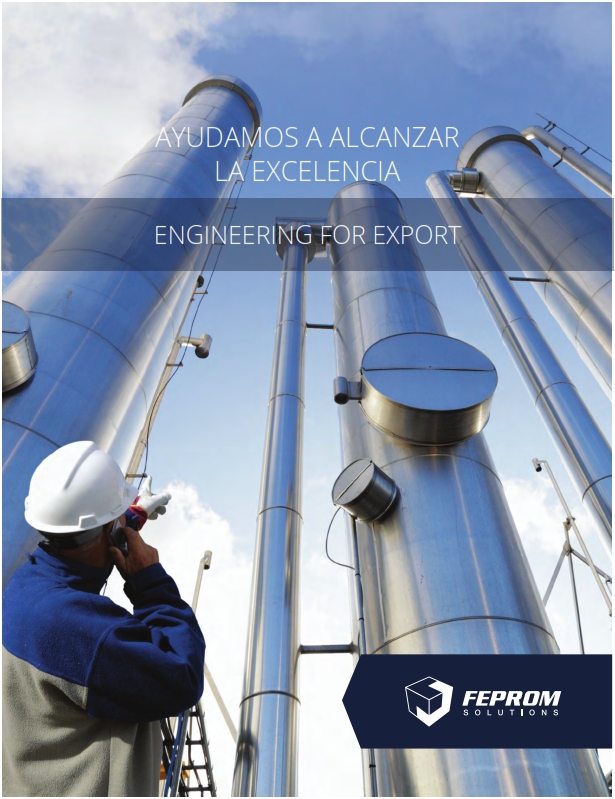 AYUDAMOS A ALCANZAR
LA EXCELENCIA
ENGINEERING FOR EXPORT
FEPROM
SOLUTIONS